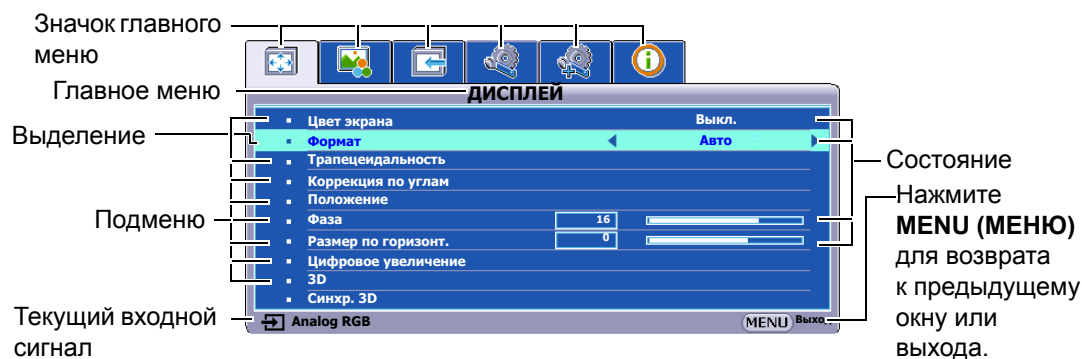 Значок главного
меню
Главное меню
ДИСПЛЕЙ
Выделение
Цвет экрана Выкл.
Формат Авто
Трапецеидальность
Коррекция по углам
Положение
Фаза 16
Размер по горизонт. 0
Цифровое увеличение
3D
Синхр. 3D
Подменю
Состояние
Нажмите
MENU (МЕНЮ)
для возврата
к предыдущему
окну или
выхода.
Текущий входной
сигнал
Analog RGB
MENU Выход